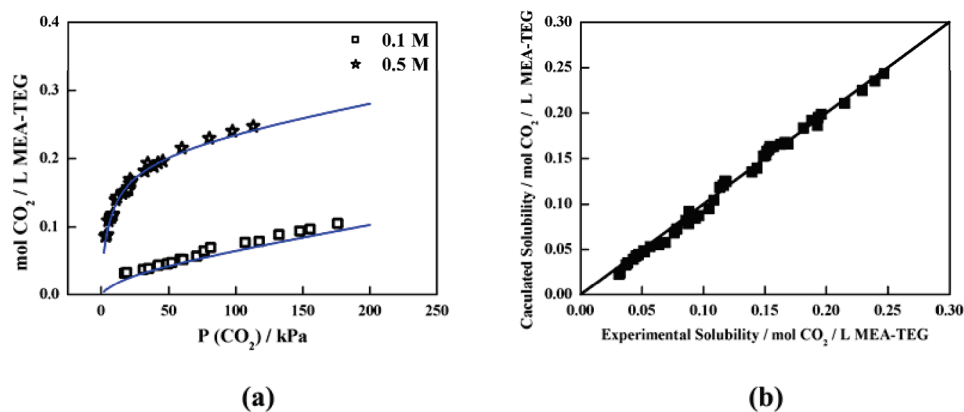 0.4
0.3
0.2
0.1
0.0
0 50 100 150 200 250
mol CO2 / L MEA-TEG
P (CO2) / kPa
0.1 M
0.5 M
(a)
0.30
0.25
0.20
0.15
0.10
0.05
0.00
0.00 0.05 0.10 0.15 0.20 0.25 0.30
Caculated Solubility / mol CO2 / L MEA-TEG
Experimental Solubility / mol CO2 / L MEA-TEG
(b)